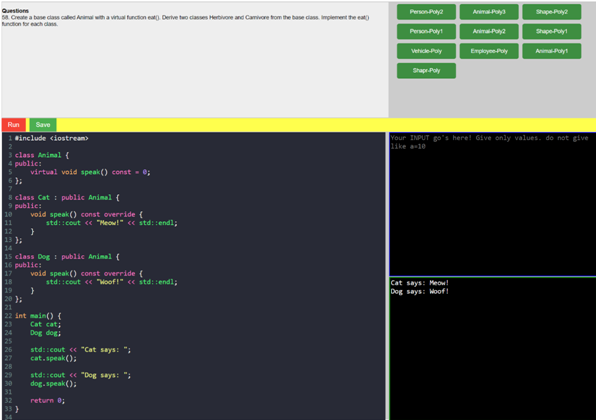 Questions
58. Create a base class called Animal with a virtual function eat(). Derive two classes Herbivore and Carnivore from the base class. Implement the eat()
function for each class.
Person-Poly2 Animal-Poly3 Shape-Poly2
Person-Poly1 Animal-Poly2 Shape-Poly1
Vehicle-Poly Employee-Poly Animal-Poly1
Shapr-Poly
Run Save
1 #include <iostream>
2
3 class Animal {
4 public:
5     virtual void speak() const = 0;
6 };
7
8 class Cat : public Animal {
9 public:
10     void speak() const override {
11         std::cout << "Meow!" << std::endl;
12     }
13 };
14
15 class Dog : public Animal {
16 public:
17     void speak() const override {
18         std::cout << "Woof!" << std::endl;
19     }
20 };
21
22 int main() {
23     Cat cat;
24     Dog dog;
25
26     std::cout << "Cat says: ";
27     cat.speak();
28
29     std::cout << "Dog says: ";
30     dog.speak();
31
32     return 0;
33 }
34
Your INPUT go's here! Give only values. do not give
like a=10
Cat says: Meow!
Dog says: Woof!